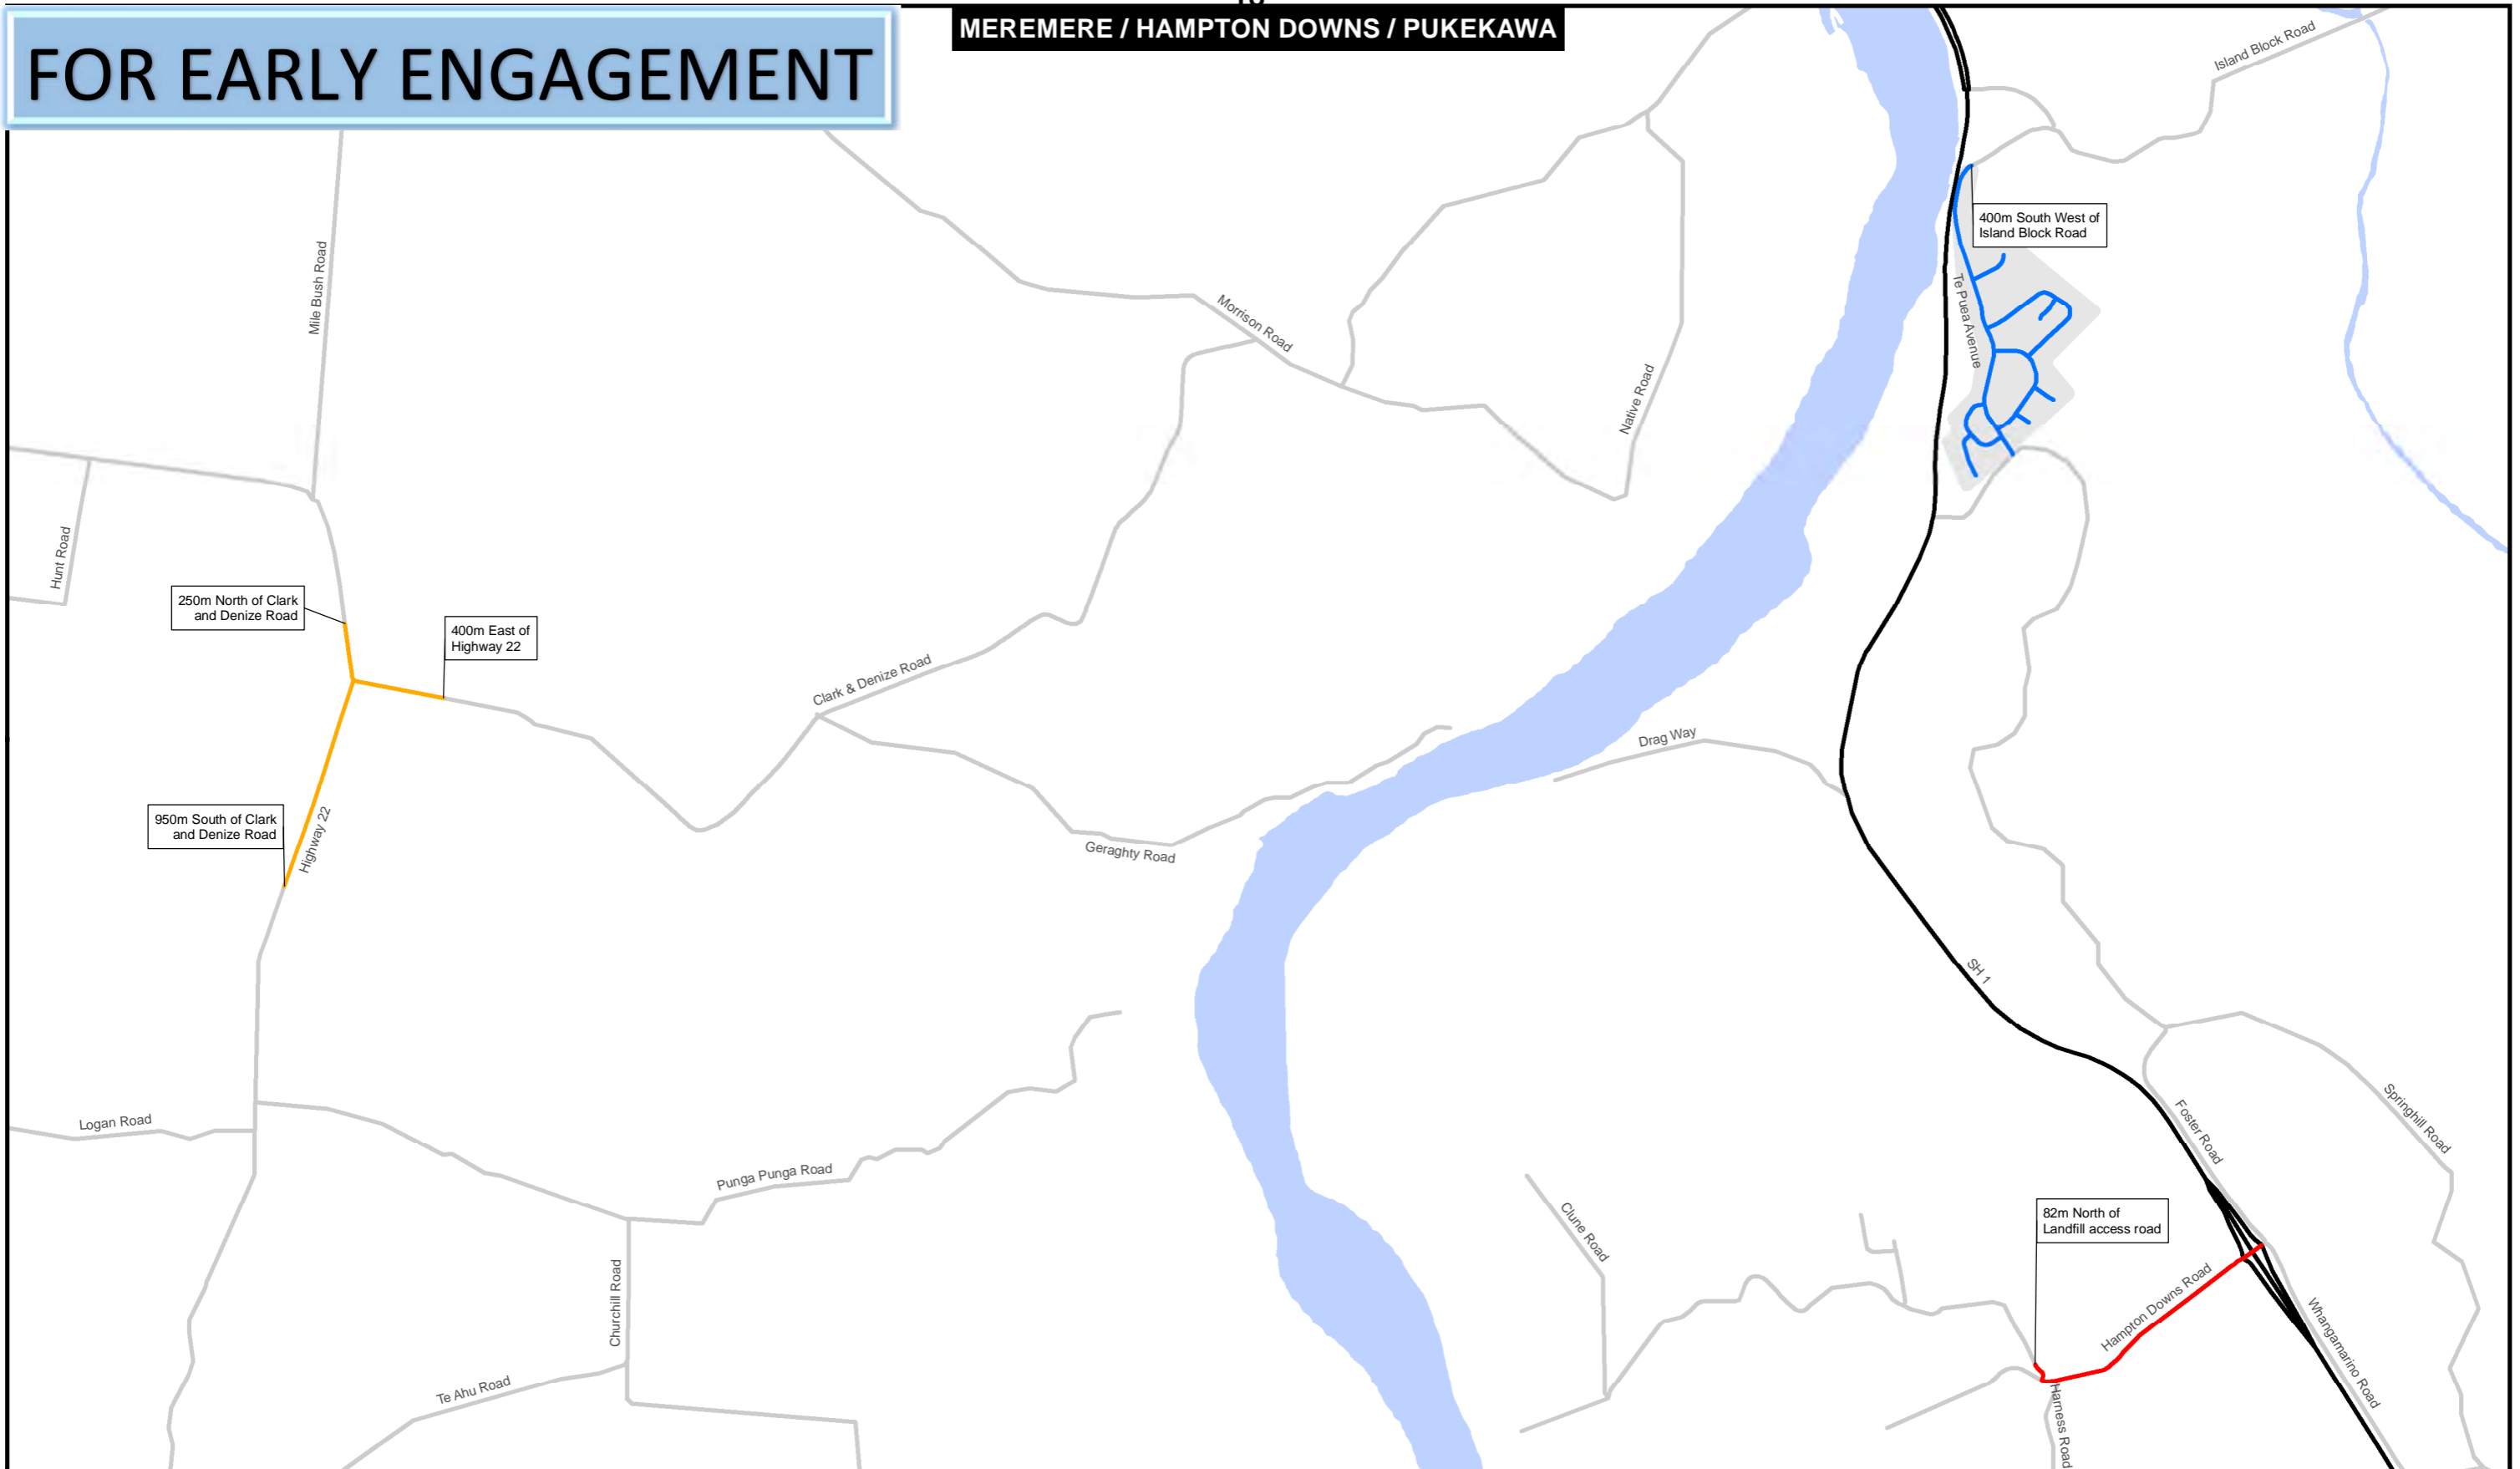 FOR EARLY ENGAGEMENT
MEREMERE / HAMPTON DOWNS / PUKEKAWA
Island Block Road
400m South West of
Island Block Road
Te Puea Avenue
Mile Bush Road
Morrison Road
Native Road
Hunt Road
250m North of Clark
and Denize Road
400m East of
Highway 22
Clark & Denize Road
Drag Way
950m South of Clark
and Denize Road
Highway 22
Geraghty Road
SH 1
Logan Road
Punga Punga Road
Foster Road
Springhill Road
Clune Road
82m North of
Landfill access road
Churchill Road
Hampton Downs Road
Whangamarino Road
Te Ahu Road
Harness Road